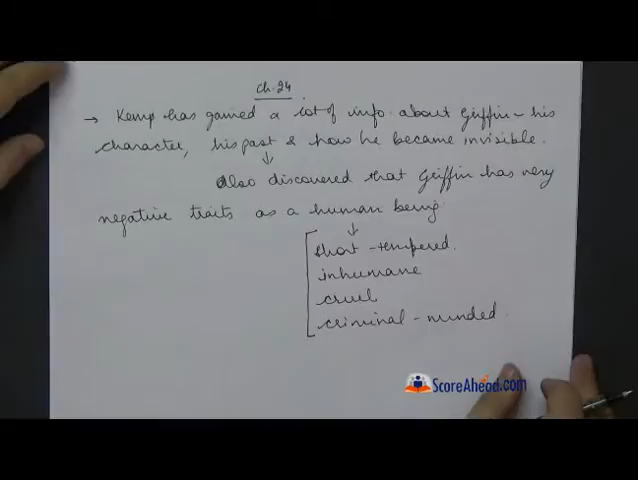 Ch. 24
→ Kemp has gained a lot of info about Griffin - his
character, his past & how he became invisible.
↓
Also discovered that Griffin has very
negative traits as a human being
↓
short-tempered.
inhumane
cruel
criminal-minded
ScoreAhead.com